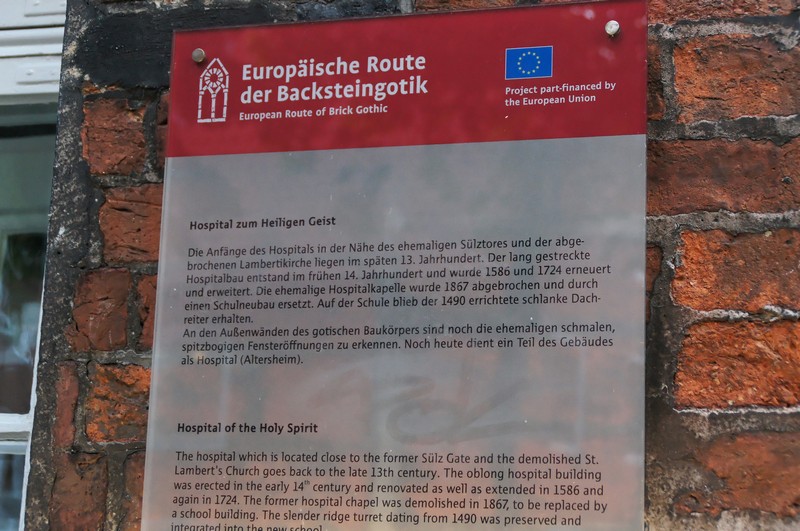 Europäische Route
der Backsteingotik
European Route of Brick Gothic
Project part-financed by
the European Union
Hospital zum Heiligen Geist
Die Anfänge des Hospitals in der Nähe des ehemaligen Sülztores und der abge-
brochenen Lambertikirche liegen im späten 13. Jahrhundert. Der lang gestreckte
Hospitalbau entstand im frühen 14. Jahrhundert und wurde 1586 und 1724 erneuert
und erweitert. Die ehemalige Hospitalkapelle wurde 1867 abgebrochen und durch
einen Schulneubau ersetzt. Auf der Schule blieb der 1490 errichtete schlanke Dach-
reiter erhalten.
An den Außenwänden des gotischen Baukörpers sind noch die ehemaligen schmalen,
spitzbogigen Fensteröffnungen zu erkennen. Noch heute dient ein Teil des Gebäudes
als Hospital (Altersheim).
Hospital of the Holy Spirit
The hospital which is located close to the former Sülz Gate and the demolished St.
Lambert's Church goes back to the late 13th century. The oblong hospital building
was erected in the early 14th century and renovated as well as extended in 1586 and
again in 1724. The former hospital chapel was demolished in 1867, to be replaced by
a school building. The slender ridge turret dating from 1490 was preserved and
integrated into the new school.